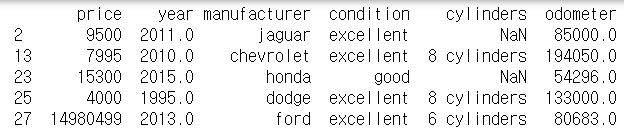 price year manufacturer condition cylinders odometer
2 9500 2011.0 jaguar excellent NaN 85000.0
13 7995 2010.0 chevrolet excellent 8 cylinders 194050.0
23 15300 2015.0 honda good NaN 54296.0
25 4000 1995.0 dodge excellent 8 cylinders 133000.0
27 14980499 2013.0 ford excellent 6 cylinders 80683.0